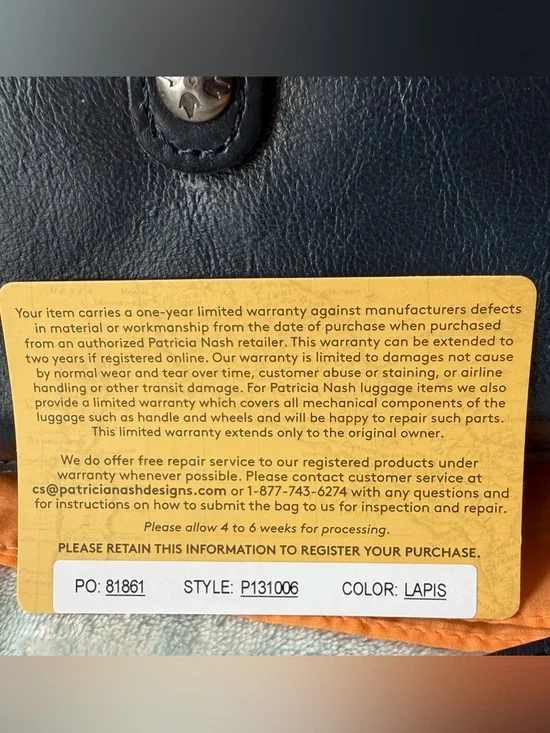 Your item carries a one-year limited warranty against manufacturers defects
in material or workmanship from the date of purchase when purchased
from an authorized Patricia Nash retailer. This warranty can be extended to
two years if registered online. Our warranty is limited to damages not cause
by normal wear and tear over time, customer abuse or staining, or airline
handling or other transit damage. For Patricia Nash luggage items we also
provide a limited warranty which covers all mechanical components of the
luggage such as handle and wheels and will be happy to repair such parts.
This limited warranty extends only to the original owner.
We do offer free repair service to our registered products under
warranty whenever possible. Please contact customer service at
cs@patricianashdesigns.com or 1-877-743-6274 with any questions and
for instructions on how to submit the bag to us for inspection and repair.
Please allow 4 to 6 weeks for processing.
PLEASE RETAIN THIS INFORMATION TO REGISTER YOUR PURCHASE.
PO: 81861 STYLE: P131006 COLOR: LAPIS